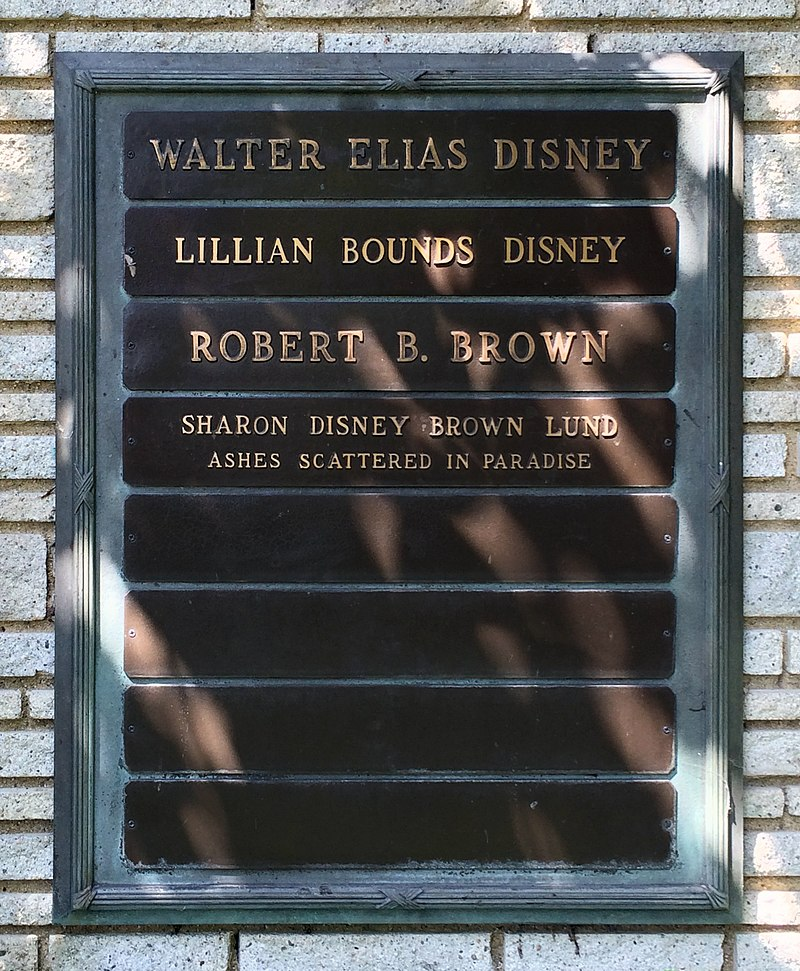 WALTER ELIAS DISNEY
LILLIAN BOUNDS DISNEY
ROBERT B. BROWN
SHARON DISNEY BROWN LUND
ASHES SCATTERED IN PARADISE